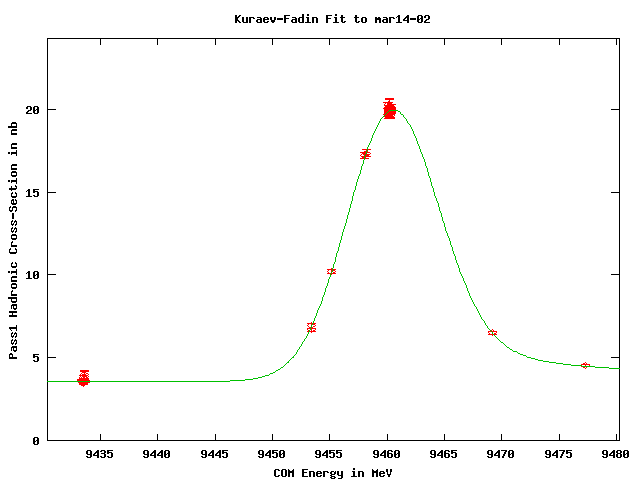 Kuraev-Fadin Fit to mar14-02
Pass1 Hadronic Cross-Section in nb
20
15
10
5
0
9435 9440 9445 9450 9455 9460 9465 9470 9475 9480
COM Energy in MeV